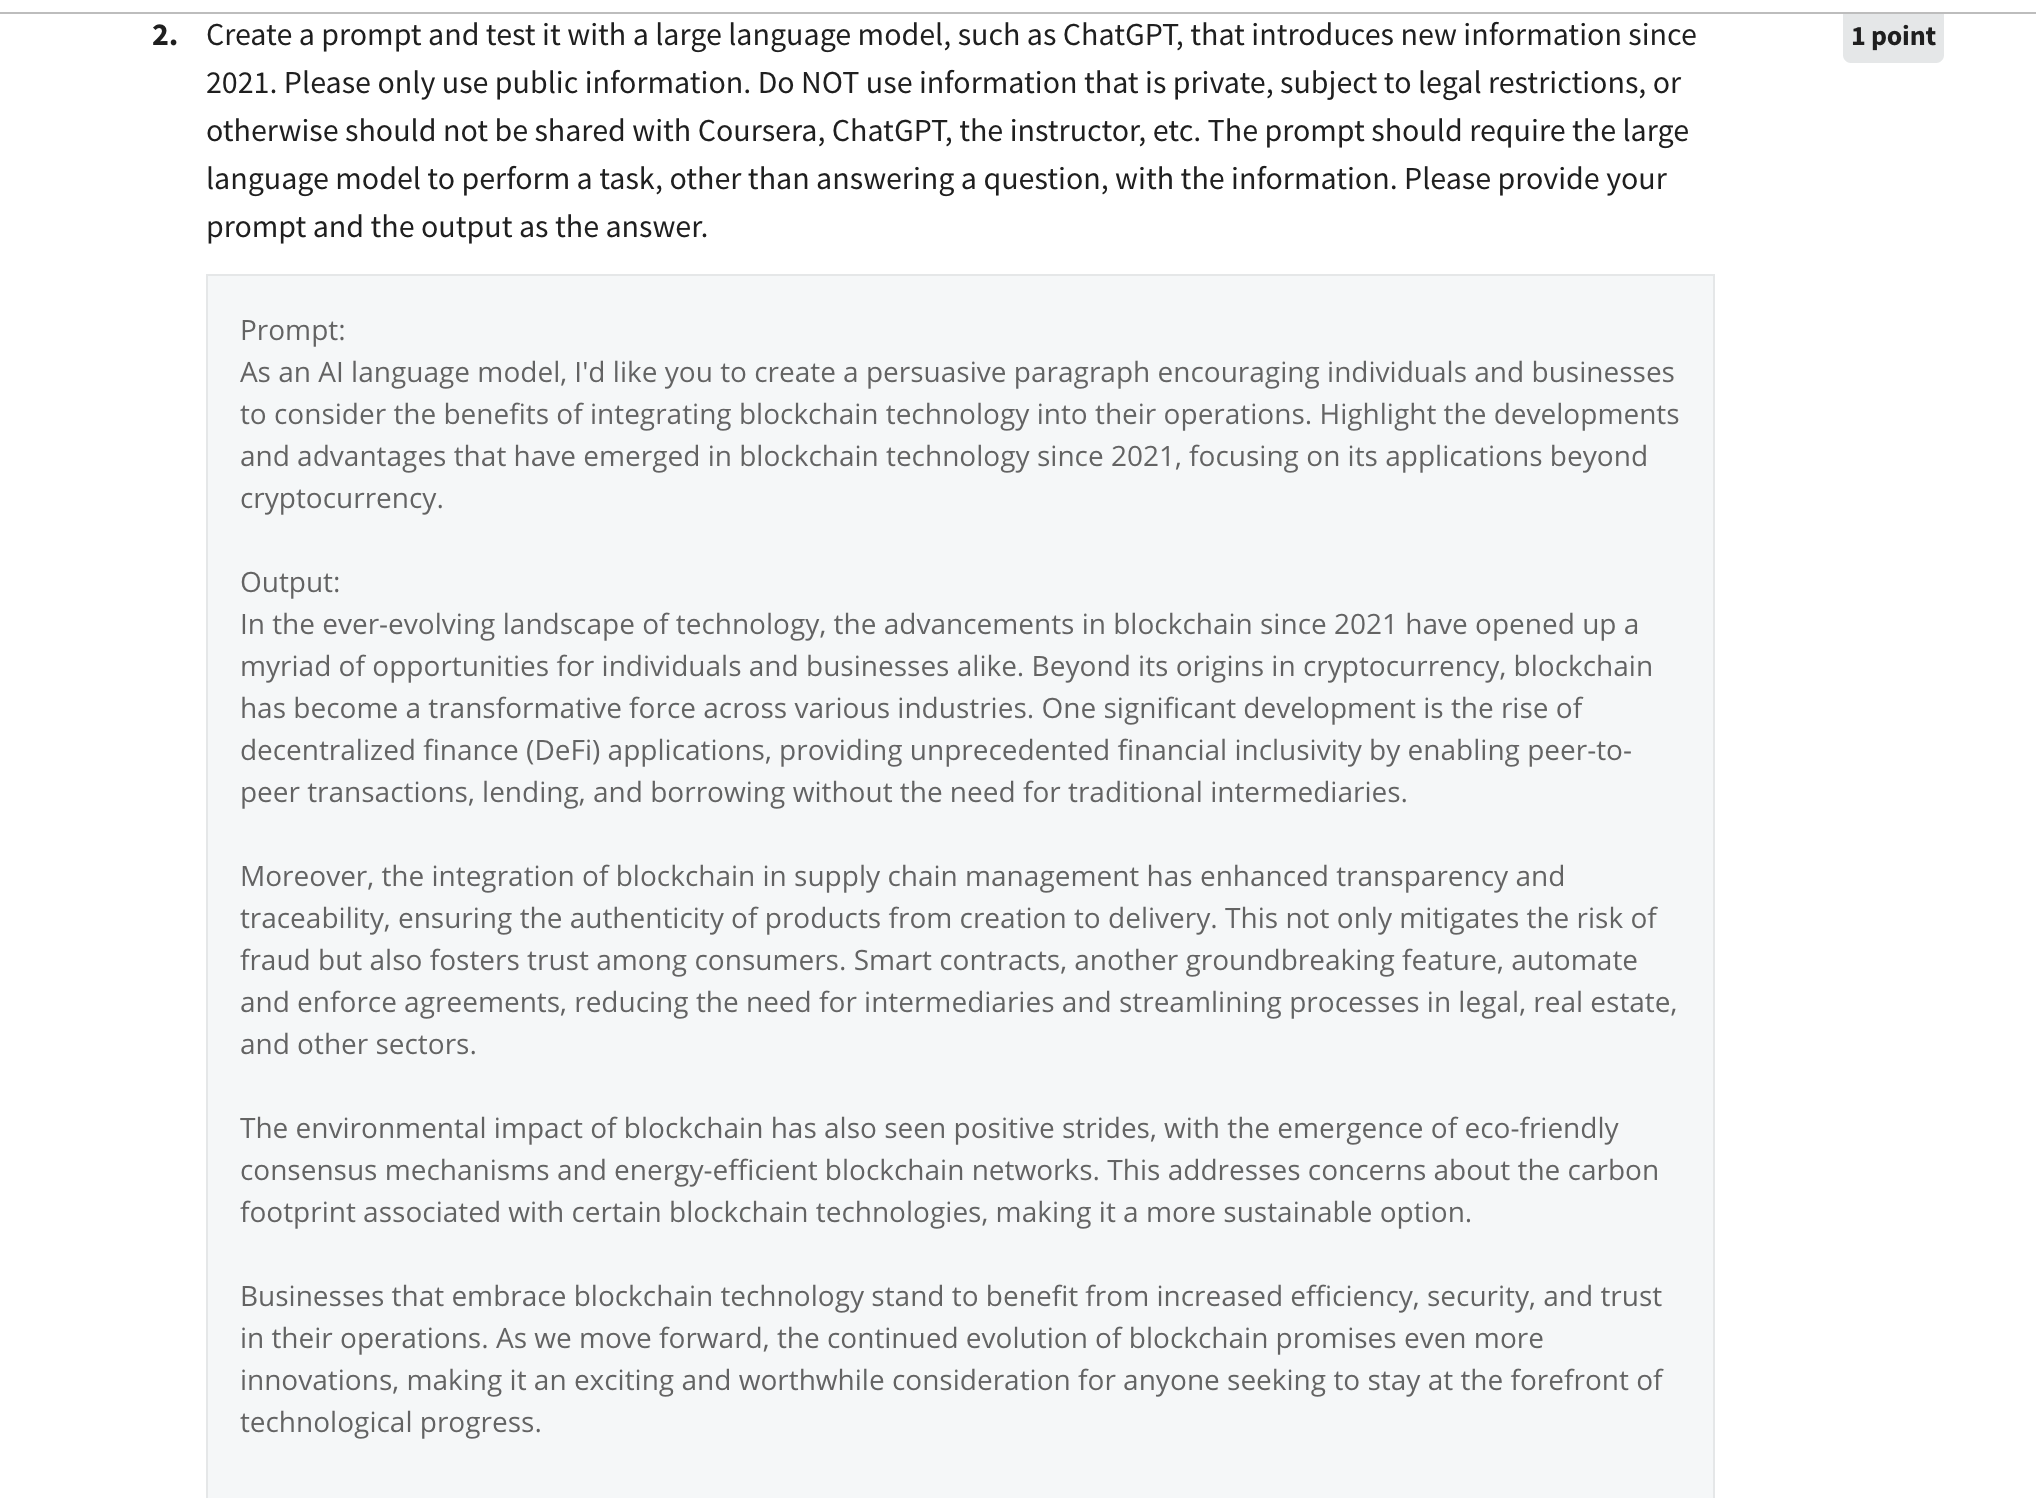 2. Create a prompt and test it with a large language model, such as ChatGPT, that introduces new information since
1 point
2021. Please only use public information. Do NOT use information that is private, subject to legal restrictions, or
otherwise should not be shared with Coursera, ChatGPT, the instructor, etc. The prompt should require the large
language model to perform a task, other than answering a question, with the information. Please provide your
prompt and the output as the answer.
Prompt:
As an AI language model, I'd like you to create a persuasive paragraph encouraging individuals and businesses
to consider the benefits of integrating blockchain technology into their operations. Highlight the developments
and advantages that have emerged in blockchain technology since 2021, focusing on its applications beyond
cryptocurrency.
Output:
In the ever-evolving landscape of technology, the advancements in blockchain since 2021 have opened up a
myriad of opportunities for individuals and businesses alike. Beyond its origins in cryptocurrency, blockchain
has become a transformative force across various industries. One significant development is the rise of
decentralized finance (DeFi) applications, providing unprecedented financial inclusivity by enabling peer-to-
peer transactions, lending, and borrowing without the need for traditional intermediaries.
Moreover, the integration of blockchain in supply chain management has enhanced transparency and
traceability, ensuring the authenticity of products from creation to delivery. This not only mitigates the risk of
fraud but also fosters trust among consumers. Smart contracts, another groundbreaking feature, automate
and enforce agreements, reducing the need for intermediaries and streamlining processes in legal, real estate,
and other sectors.
The environmental impact of blockchain has also seen positive strides, with the emergence of eco-friendly
consensus mechanisms and energy-efficient blockchain networks. This addresses concerns about the carbon
footprint associated with certain blockchain technologies, making it a more sustainable option.
Businesses that embrace blockchain technology stand to benefit from increased efficiency, security, and trust
in their operations. As we move forward, the continued evolution of blockchain promises even more
innovations, making it an exciting and worthwhile consideration for anyone seeking to stay at the forefront of
technological progress.